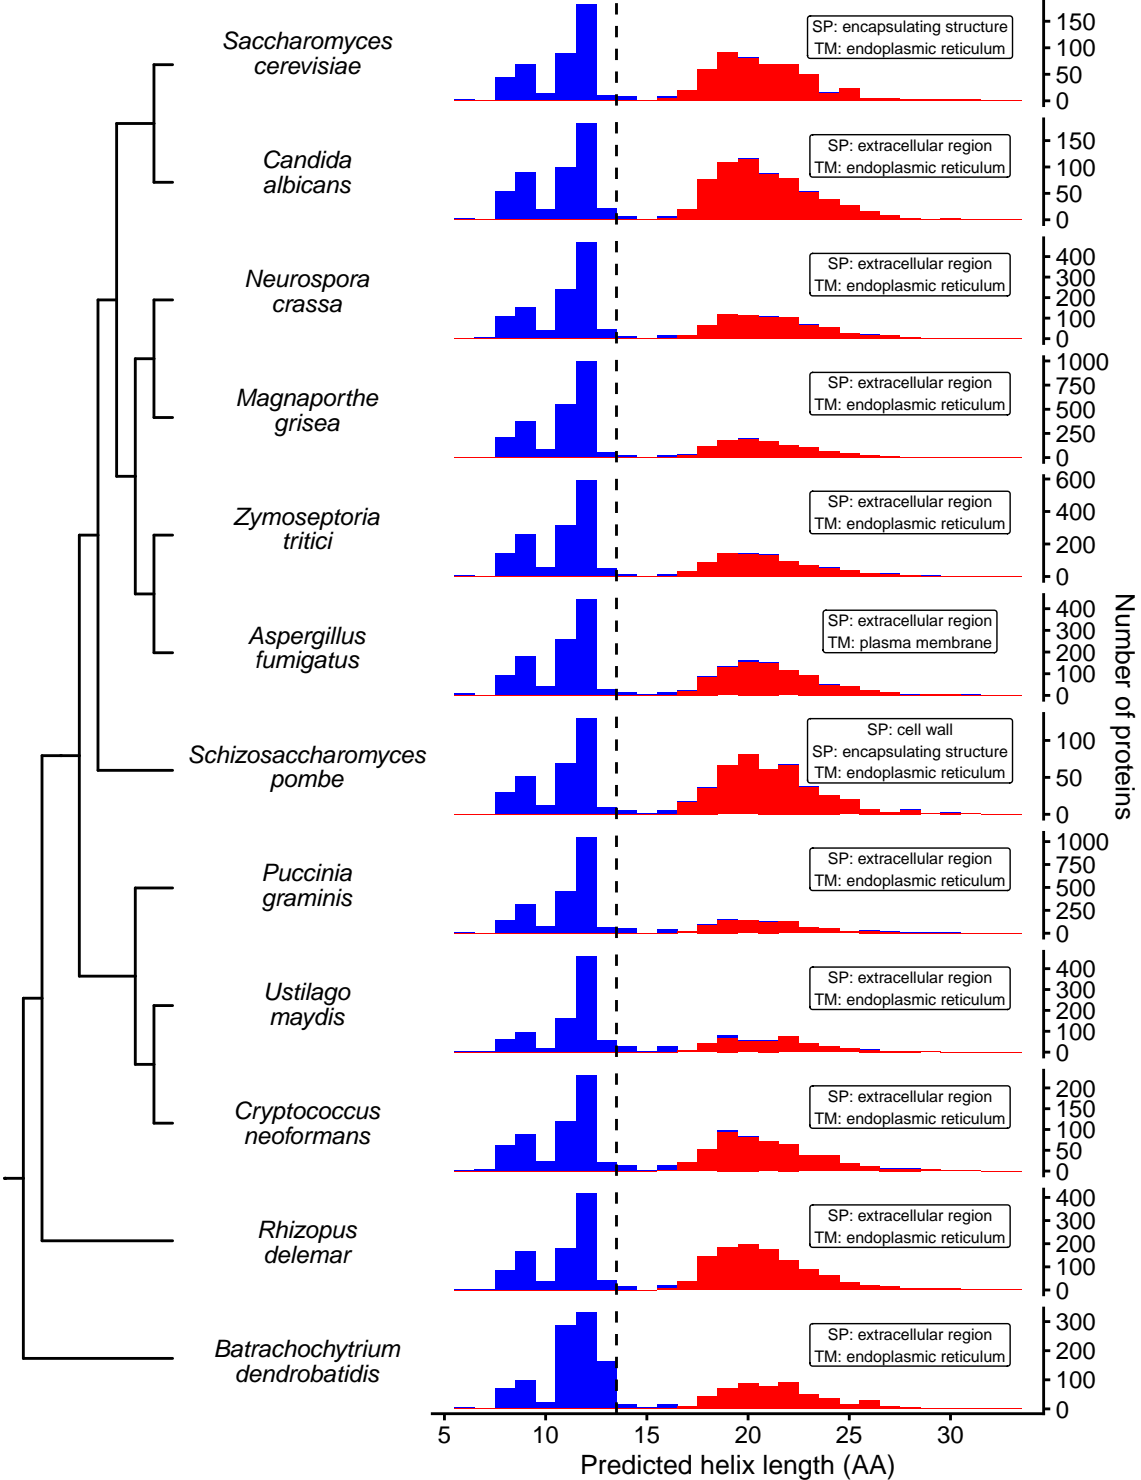 Saccharomyces
cerevisiae
SP: encapsulating structure
TM: endoplasmic reticulum
150
100
50
0
Candida
albicans
SP: extracellular region
TM: endoplasmic reticulum
150
100
50
0
Neurospora
crassa
SP: extracellular region
TM: endoplasmic reticulum
400
300
200
100
0
Magnaporthe
grisea
SP: extracellular region
TM: endoplasmic reticulum
1000
750
500
250
0
Zymoseptoria
tritici
SP: extracellular region
TM: endoplasmic reticulum
600
400
200
0
Aspergillus
fumigatus
SP: extracellular region
TM: plasma membrane
400
300
200
100
0
Schizosaccharomyces
pombe
SP: cell wall
SP: encapsulating structure
TM: endoplasmic reticulum
100
50
0
Puccinia
graminis
SP: extracellular region
TM: endoplasmic reticulum
1000
750
500
250
0
Ustilago
maydis
SP: extracellular region
TM: endoplasmic reticulum
400
300
200
100
0
Cryptococcus
neoformans
SP: extracellular region
TM: endoplasmic reticulum
200
150
100
50
0
Rhizopus
delemar
SP: extracellular region
TM: endoplasmic reticulum
400
300
200
100
0
Batrachochytrium
dendrobatidis
SP: extracellular region
TM: endoplasmic reticulum
300
200
100
0
Number of proteins
5 10 15 20 25 30
Predicted helix length (AA)